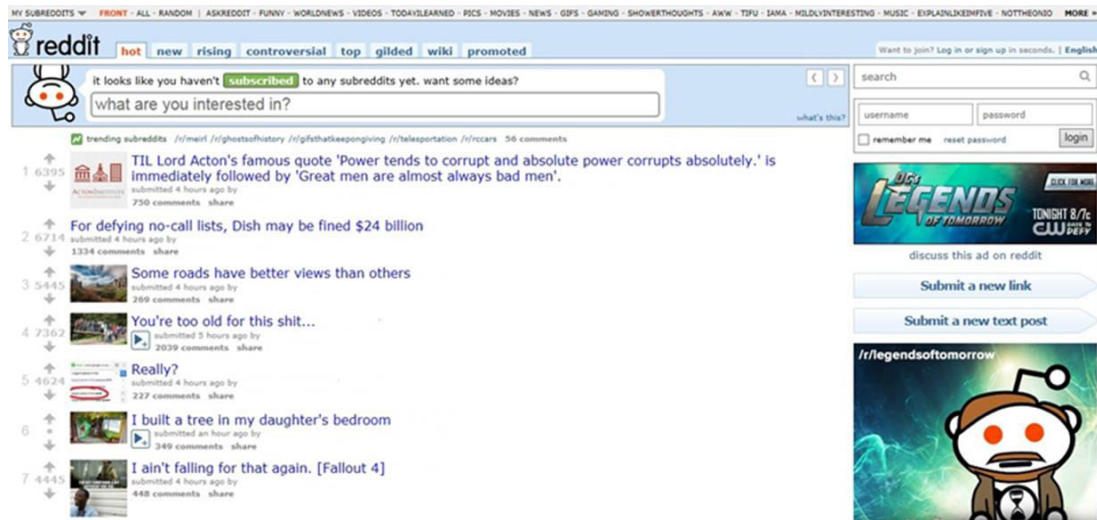 MY SUBREDDITS FRONT - ALL - RANDOM | ASKREDDIT - FUNNY - WORLDNEWS - VIDEOS - TODAYILEARNED - PICS - MOVIES - NEWS - GIFS - GAMING - SHOWERTHOUGHTS - AWW - TIFU - IAMA - MILDLYINTERESTING - MUSIC - EXPLAINLIKEIMFIVE - NOTTHEONIO MORE »
reddit hot new rising controversial top gilded wiki promoted
Want to join? Log in or sign up in seconds. | English
it looks like you haven't subscribed to any subreddits yet. want some ideas?
what are you interested in?
what's this?
trending subreddits /r/meirl /r/ghostsofhistory /r/gifsthatkeepongiving /r/teleportation /r/rccars 56 comments
1 6395
ACTON INSTITUTE
TIL Lord Acton's famous quote 'Power tends to corrupt and absolute power corrupts absolutely.' is
immediately followed by 'Great men are almost always bad men'.
submitted 4 hours ago by
750 comments share
2 6714
For defying no-call lists, Dish may be fined $24 billion
submitted 4 hours ago by
1334 comments share
3 5445
Some roads have better views than others
submitted 4 hours ago by
269 comments share
4 7362
You're too old for this shit...
submitted 5 hours ago by
2039 comments share
5 4624
Really?
submitted 4 hours ago by
227 comments share
6 •
I built a tree in my daughter's bedroom
submitted an hour ago by
349 comments share
7 4445
I ain't falling for that again. [Fallout 4]
submitted 4 hours ago by
448 comments share
search
username password
remember me reset password login
DC's
LEGENDS
OF TOMORROW
CLICK FOR MORE
TONIGHT 8/7c
CW DARE TO
DEFY
discuss this ad on reddit
Submit a new link
Submit a new text post
/r/legendsoftomorrow